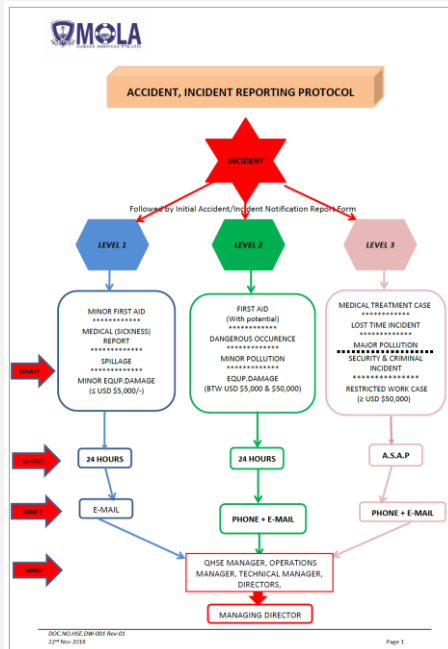 MOLA
SUBSEA SERVICES PTE.LTD.
ACCIDENT, INCIDENT REPORTING PROTOCOL
INCIDENT
Followed by Initial Accident/Incident Notification Report Form
LEVEL 1
LEVEL 2
LEVEL 3
WHAT?
MINOR FIRST AID
************
MEDICAL (SICKNESS)
REPORT
*************
SPILLAGE
*************
MINOR EQUP.DAMAGE
(≤ USD $5,000/-)
FIRST AID
(With potential)
************
DANGEROUS OCCURENCE
*************
MINOR POLLUTION
*************
EQUP.DAMAGE
(BTW USD $5,000 & $50,000)
MEDICAL TREATMENT CASE
************
LOST TIME INCIDENT
*************
MAJOR POLLUTION
SECURITY & CRIMINAL
INCIDENT
***************
RESTRICTED WORK CASE
(≥ USD $50,000)
WHEN?
24 HOURS
24 HOURS
A.S.A.P
HOW ?
E-MAIL
PHONE + E-MAIL
PHONE + E-MAIL
WHO?
QHSE MANAGER, OPERATIONS
MANAGER, TECHNICAL MANAGER,
DIRECTORS,
MANAGING DIRECTOR
DOC.NO.HSE.DW-001 Rev-01
22nd Nov 2018
Page 1